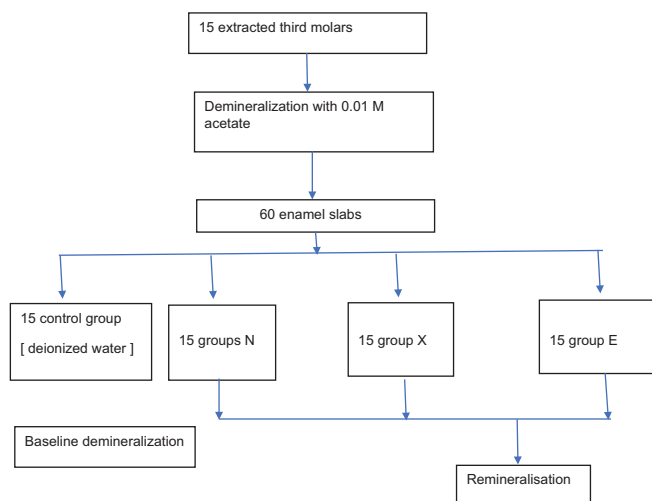 15 extracted third molars
Demineralization with 0.01 M
acetate
60 enamel slabs
15 control group
[ deionized water ]
15 groups N
15 group X
15 group E
Baseline demineralization
Remineralisation